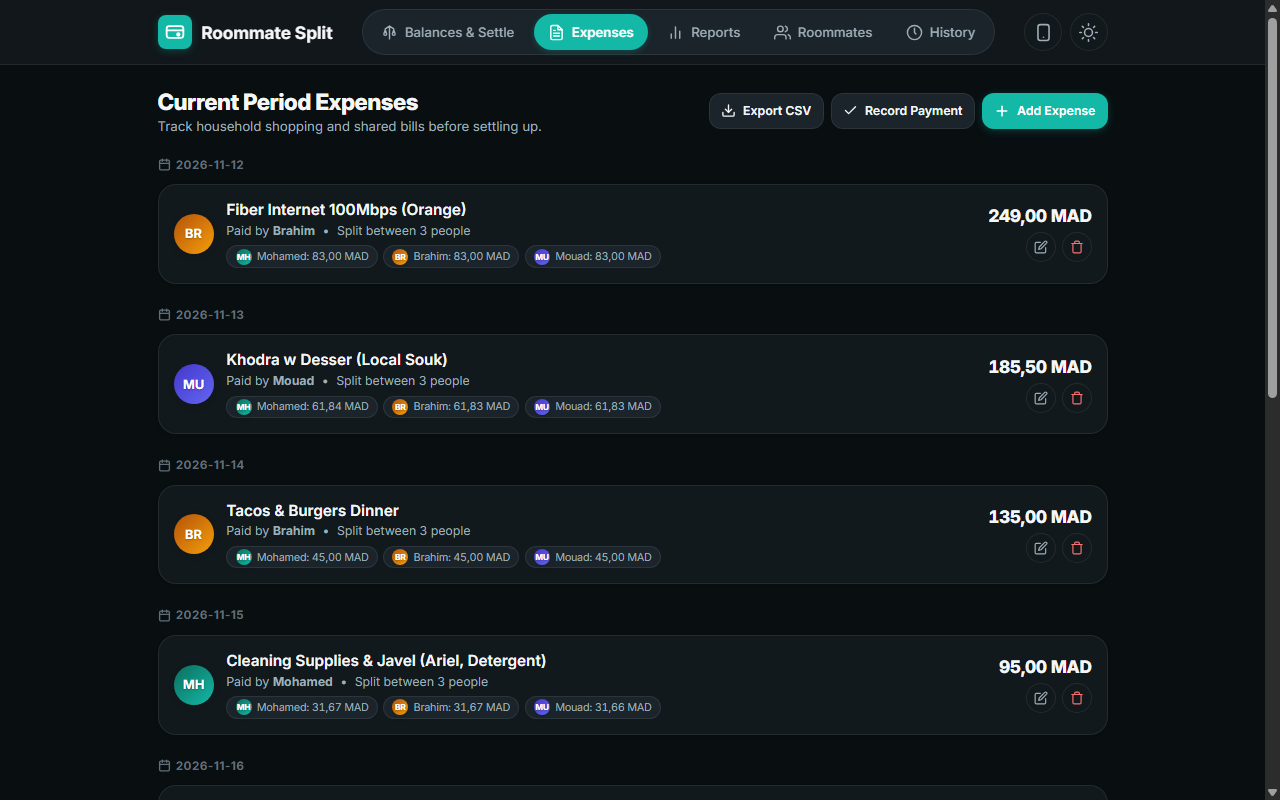 Roommate Split
Balances & Settle
Expenses
Reports
Roommates
History
Current Period Expenses
Track household shopping and shared bills before settling up.
Export CSV
Record Payment
Add Expense
2026-11-12
BR
Fiber Internet 100Mbps (Orange)
Paid by Brahim • Split between 3 people
MH Mohamed: 83,00 MAD
BR Brahim: 83,00 MAD
MU Mouad: 83,00 MAD
249,00 MAD
2026-11-13
MU
Khodra w Desser (Local Souk)
Paid by Mouad • Split between 3 people
MH Mohamed: 61,84 MAD
BR Brahim: 61,83 MAD
MU Mouad: 61,83 MAD
185,50 MAD
2026-11-14
BR
Tacos & Burgers Dinner
Paid by Brahim • Split between 3 people
MH Mohamed: 45,00 MAD
BR Brahim: 45,00 MAD
MU Mouad: 45,00 MAD
135,00 MAD
2026-11-15
MH
Cleaning Supplies & Javel (Ariel, Detergent)
Paid by Mohamed • Split between 3 people
MH Mohamed: 31,67 MAD
BR Brahim: 31,67 MAD
MU Mouad: 31,66 MAD
95,00 MAD
2026-11-16